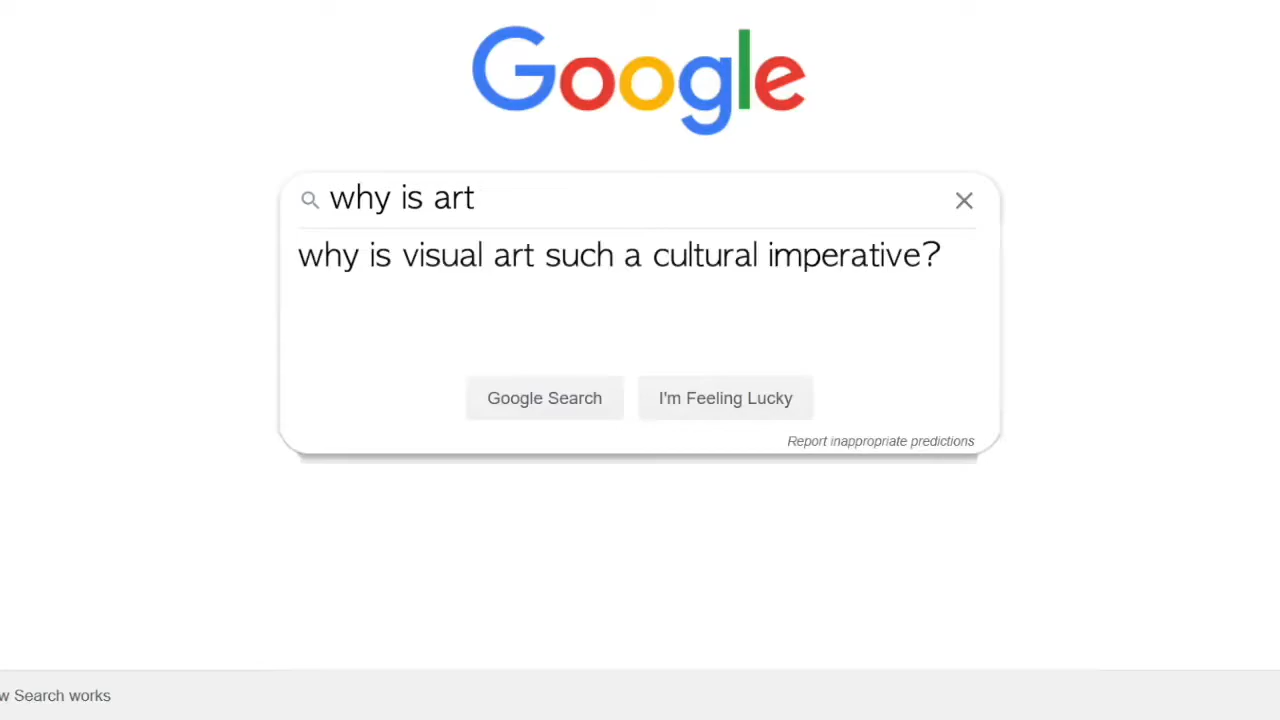 Google
why is art
why is visual art such a cultural imperative?
Google Search
I'm Feeling Lucky
Report inappropriate predictions
w Search works